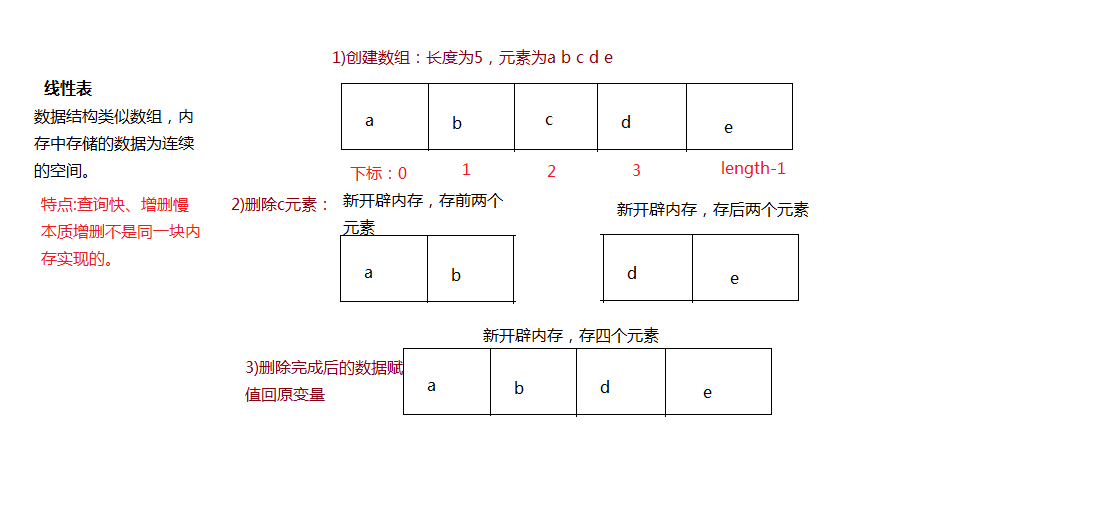 1)创建数组：长度为5，元素为a b c d e
线性表
数据结构类似数组，内
存中存储的数据为连续
的空间。
a b c d e
下标：0 1 2 3 length-1
特点:查询快、增删慢
本质增删不是同一块内
存实现的。
2)删除c元素：
新开辟内存，存前两个
元素
新开辟内存，存后两个元素
a b d e
新开辟内存，存四个元素
3)删除完成后的数据赋
值回原变量
a b d e